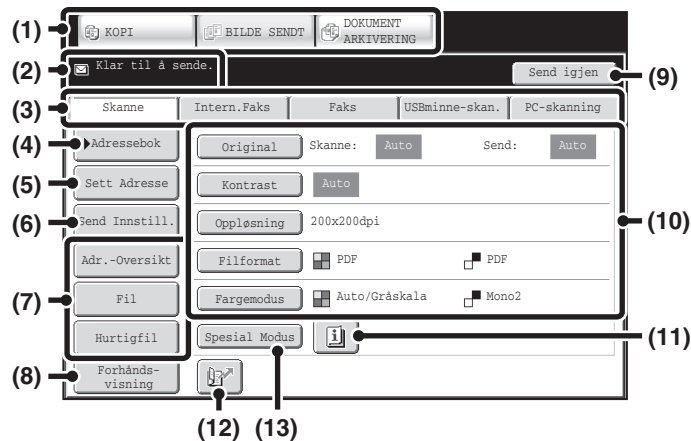 (1)
KOPI
BILDE SENDT
DOKUMENT
ARKIVERING
(2)
Klar til å sende.
Send igjen
(9)
(3)
Skanne
Intern.Faks
Faks
USBminne-skan.
PC-skanning
(4)
Adressebok
Original
Skanne:
Auto
Send:
Auto
(5)
Sett Adresse
Kontrast
Auto
(6)
Send Innstill.
Oppløsning
200x200dpi
(10)
Adr.-Oversikt
Filformat
PDF
PDF
(7)
Fil
Fargemodus
Auto/Gråskala
Mono2
Hurtigfil
Spesial Modus
(11)
(8)
Forhånds-
visning
(12)
(13)